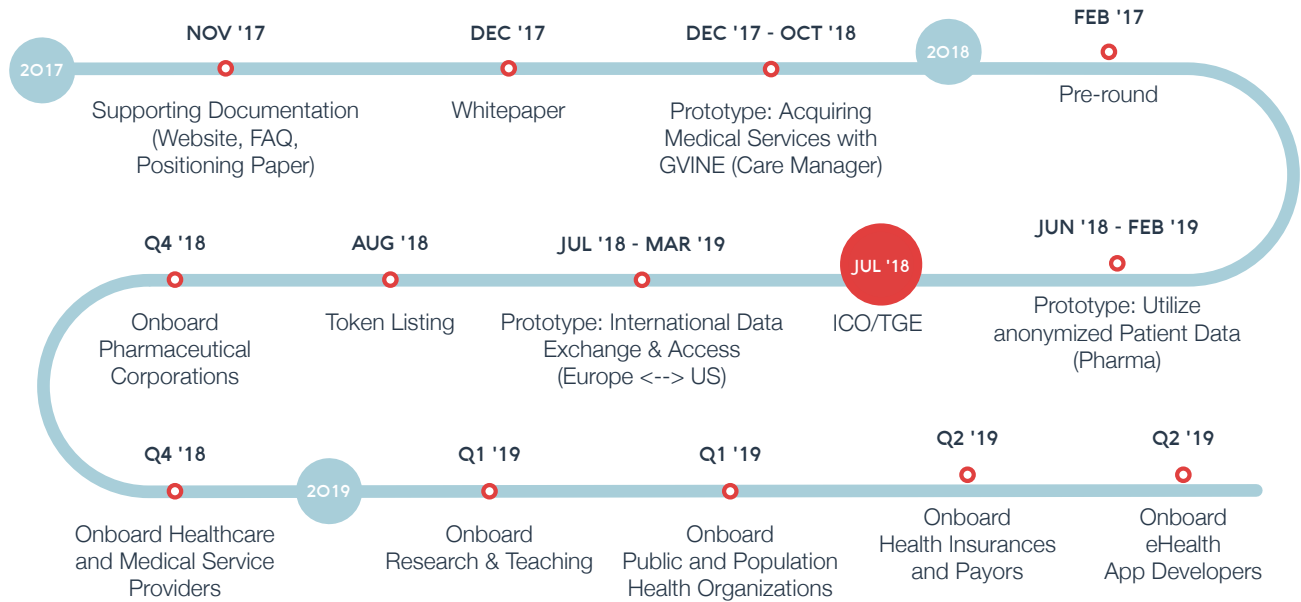 2017
NOV '17
Supporting Documentation
(Website, FAQ,
Positioning Paper)
DEC '17
Whitepaper
DEC '17 - OCT '18
Prototype: Acquiring
Medical Services with
GVINE (Care Manager)
2018
FEB '17
Pre-round
JUN '18 - FEB '19
Prototype: Utilize
anonymized Patient Data
(Pharma)
JUL '18
ICO/TGE
JUL '18 - MAR '19
Prototype: International Data
Exchange & Access
(Europe <--> US)
AUG '18
Token Listing
Q4 '18
Onboard
Pharmaceutical
Corporations
Q4 '18
Onboard Healthcare
and Medical Service
Providers
2019
Q1 '19
Onboard
Research & Teaching
Q1 '19
Onboard
Public and Population
Health Organizations
Q2 '19
Onboard
Health Insurances
and Payors
Q2 '19
Onboard
eHealth
App Developers